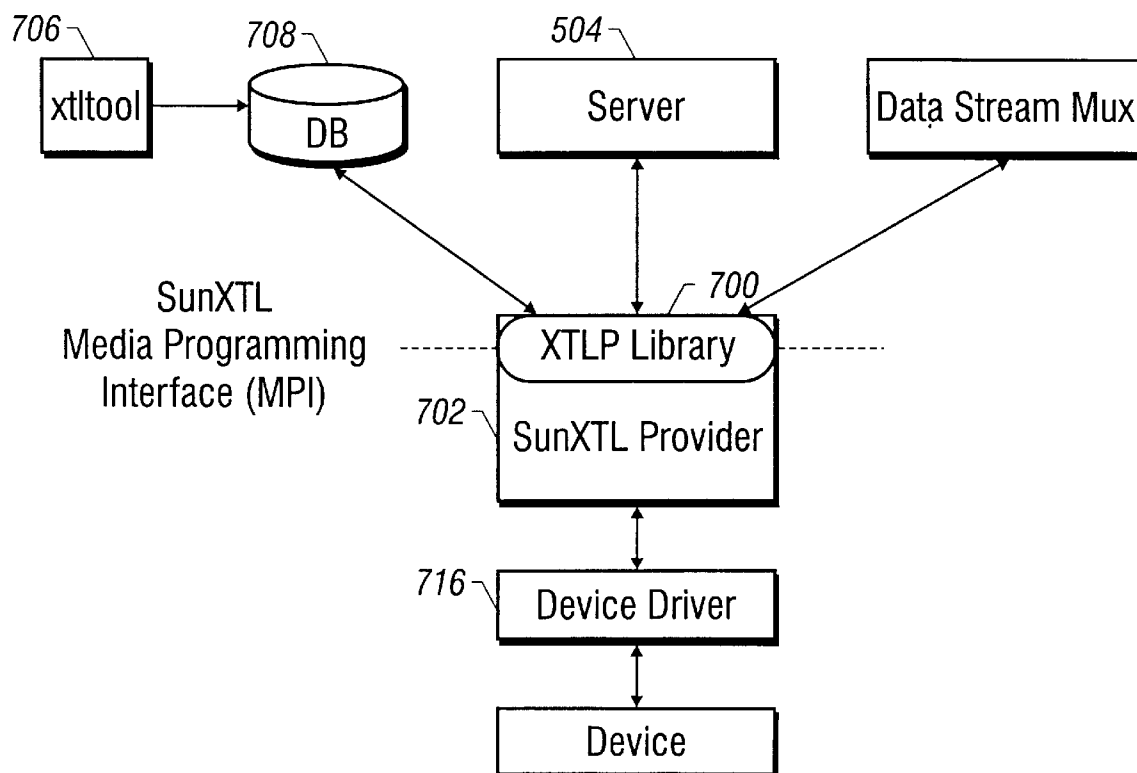 706
708
504
xtltool
DB
Server
Data Stream Mux
700
SunXTL
Media Programming
Interface (MPI)
XTLP Library
702
SunXTL Provider
716
Device Driver
Device